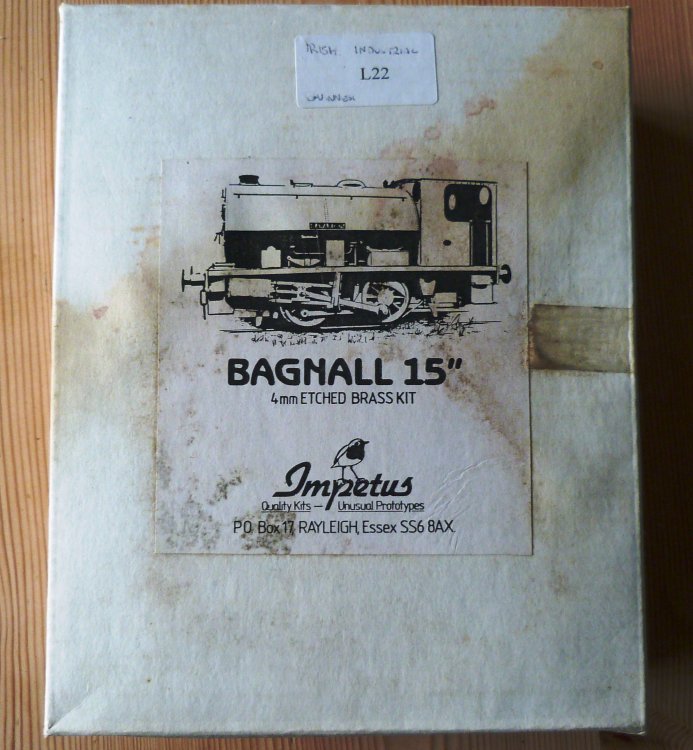 IRISH INDUSTRIAL
L22
BAGNALL 15"
4mm ETCHED BRASS KIT
Impetus
Quality Kits — Unusual Prototypes
P.O. Box 17, RAYLEIGH, Essex SS6 8AX.